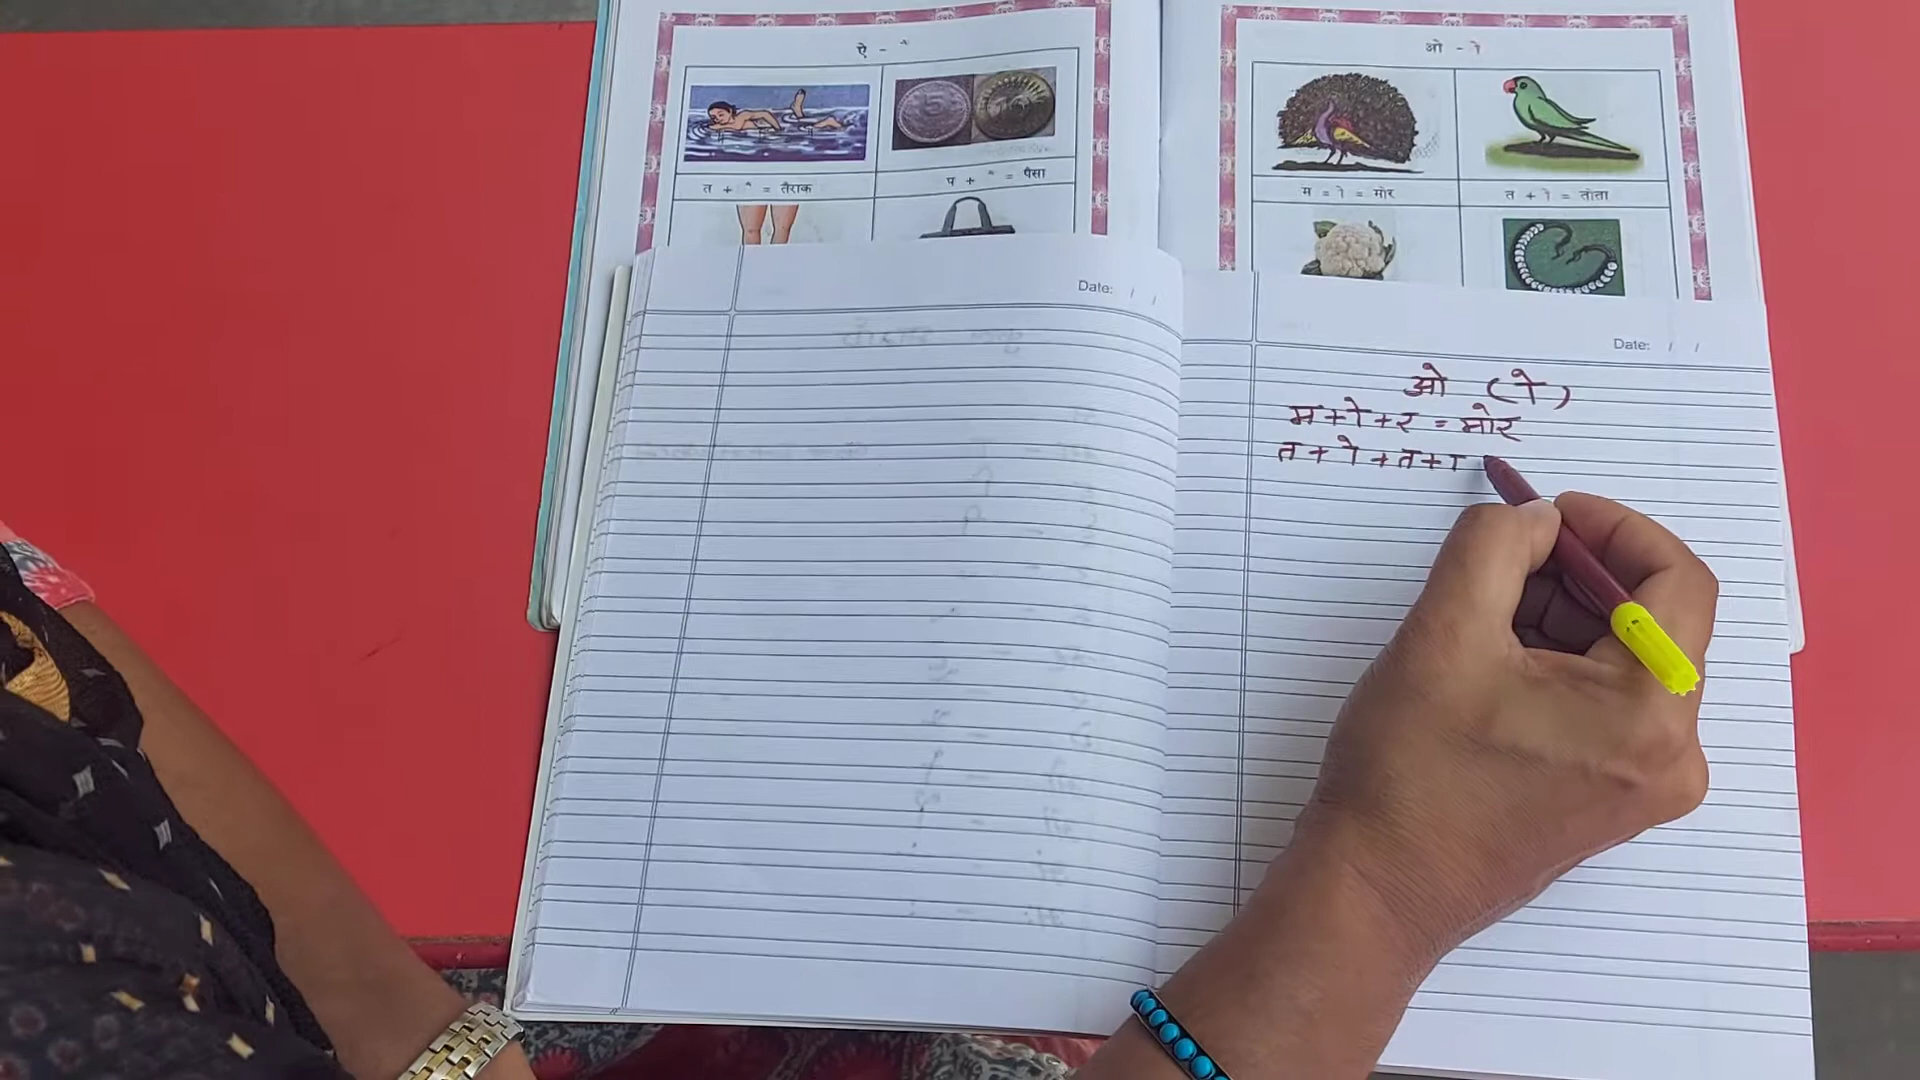 ऐ - ै
त + ै = तैराक
प + ै = पैसा
ओ - ो
म = ो = मोर
त + ो = तोता
Date: / /
Date: / /
ओ (ो)
म+ो+र = मोर
त+ो+त+ा